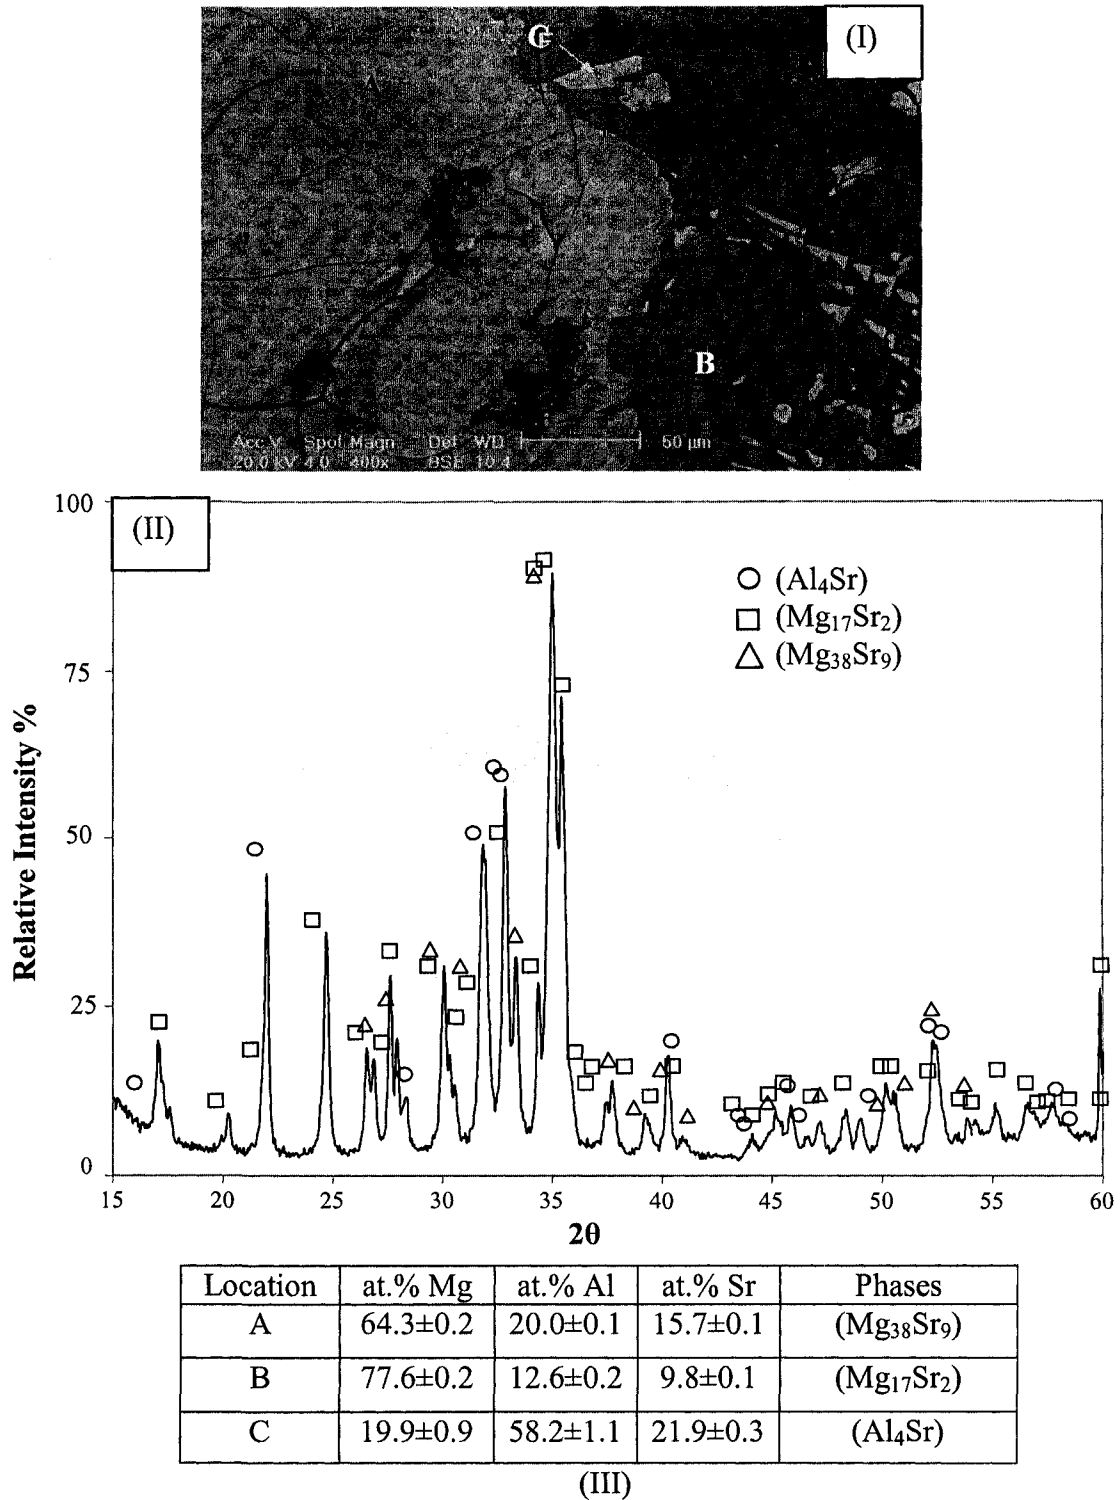 C
(I)
A
B
Acc.V Spot Magn Det WD 50 µm
20.0 kV 4.0 400x BSE 10.4
(II)
100
75
50
25
0
Relative Intensity %
(Al₄Sr)
(Mg₁₇Sr₂)
(Mg₃₈Sr₉)
15 20 25 30 35 40 45 50 55 60
2θ
Location at.% Mg at.% Al at.% Sr Phases
A 64.3±0.2 20.0±0.1 15.7±0.1 (Mg₃₈Sr₉)
B 77.6±0.2 12.6±0.2 9.8±0.1 (Mg₁₇Sr₂)
C 19.9±0.9 58.2±1.1 21.9±0.3 (Al₄Sr)
(III)